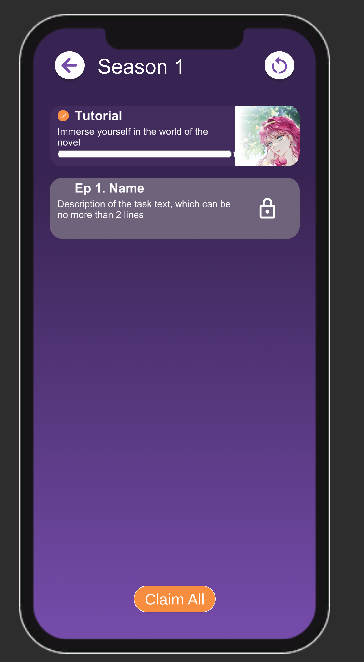 Season 1
Tutorial
Immerse yourself in the world of the
novel
Ep 1. Name
Description of the task text, which can be
no more than 2 lines
Claim All